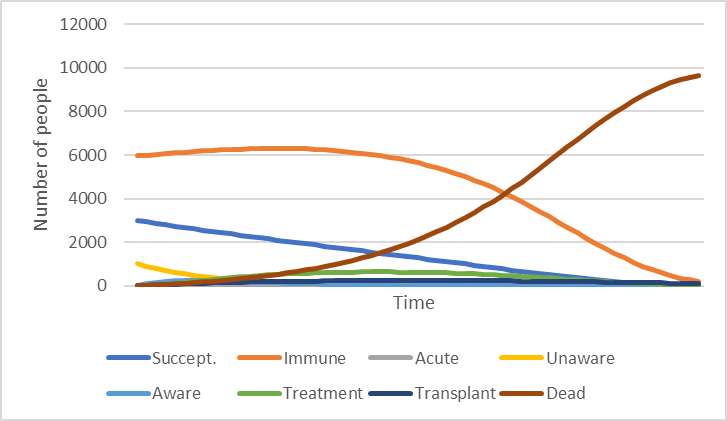 12000
10000
8000
6000
4000
2000
0
Number of people
Time
Succept. Immune Acute Unaware
Aware Treatment Transplant Dead